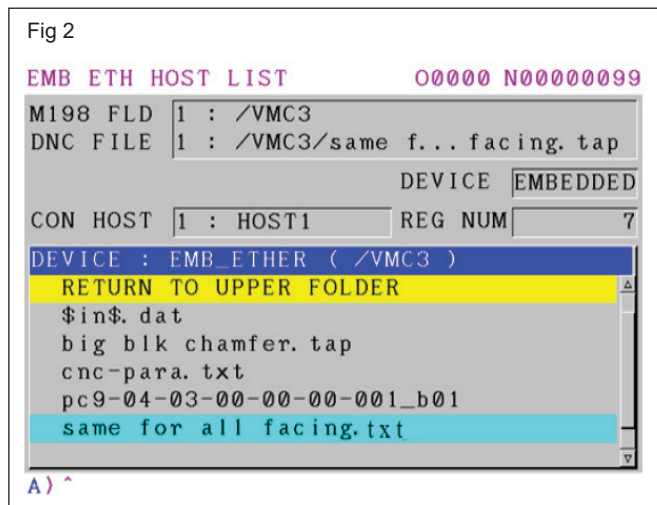 Fig 2
EMB ETH HOST LIST O0000 N00000099
M198 FLD 1 : /VMC3
DNC FILE 1 : /VMC3/same f...facing.tap
DEVICE EMBEDDED
CON HOST 1 : HOST1 REG NUM 7
DEVICE : EMB_ETHER ( /VMC3 )
RETURN TO UPPER FOLDER
$in$.dat
big blk chamfer.tap
cnc-para.txt
pc9-04-03-00-00-00-001_b01
same for all facing.txt
A) ^